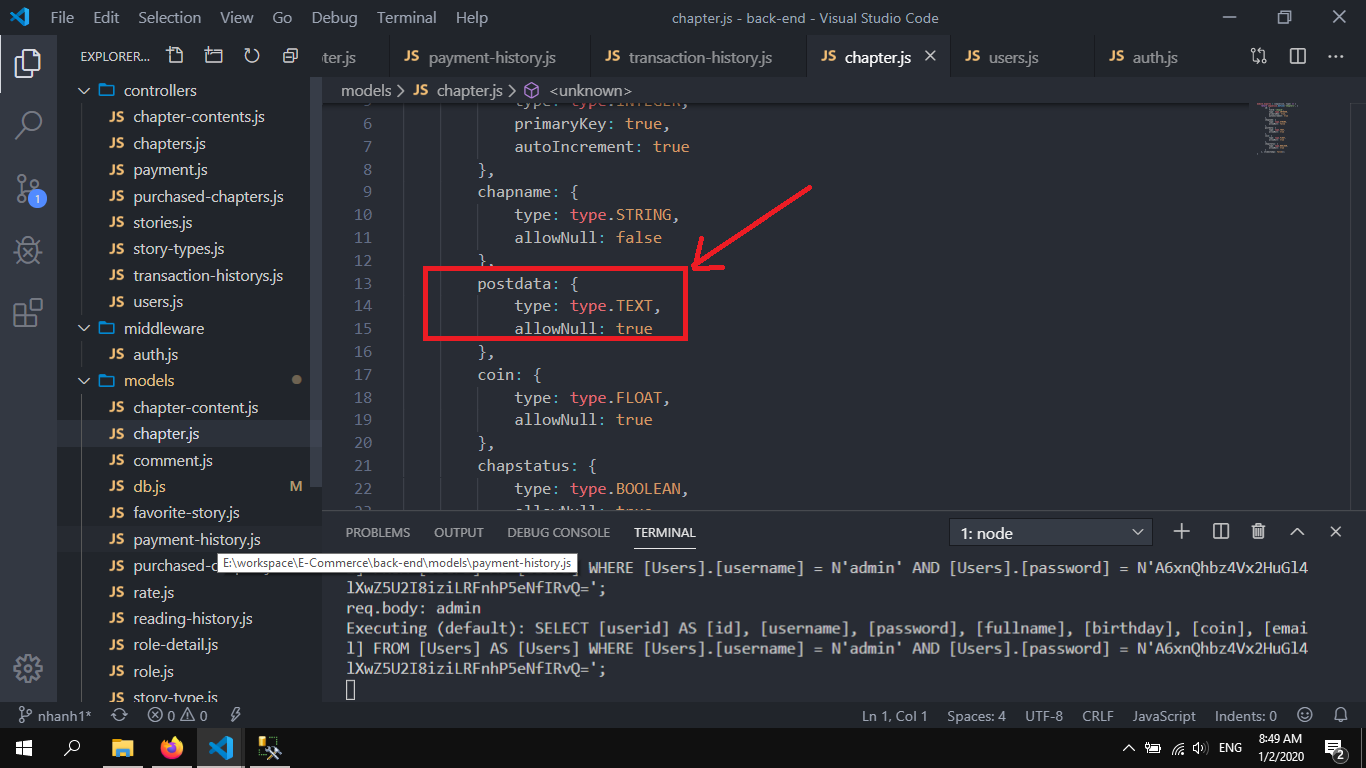 File Edit Selection View Go Debug Terminal Help
chapter.js - back-end - Visual Studio Code
EXPLORER...
ter.js
JS payment-history.js
JS transaction-history.js
JS chapter.js
JS users.js
JS auth.js
models > JS chapter.js > <unknown>
controllers
JS chapter-contents.js
JS chapters.js
JS payment.js
JS purchased-chapters.js
JS stories.js
JS story-types.js
JS transaction-historys.js
JS users.js
middleware
JS auth.js
models
JS chapter-content.js
JS chapter.js
JS comment.js
JS db.js M
JS favorite-story.js
JS payment-history.js
JS purchased-c
E:\workspace\E-Commerce\back-end\models\payment-history.js
JS rate.js
JS reading-history.js
JS role-detail.js
JS role.js
JS story-type.js
1
5 type: type.INTEGER,
6 primaryKey: true,
7 autoIncrement: true
8 },
9 chapname: {
10 type: type.STRING,
11 allowNull: false
12 },
13 postdata: {
14 type: type.TEXT,
15 allowNull: true
16 },
17 coin: {
18 type: type.FLOAT,
19 allowNull: true
20 },
21 chapstatus: {
22 type: type.BOOLEAN,
23 allowNull: true
PROBLEMS OUTPUT DEBUG CONSOLE TERMINAL
1: node
WHERE [Users].[username] = N'admin' AND [Users].[password] = N'A6xnQhbz4Vx2HuGl4
lXwZ5U2I8iziLRFnhP5eNfIRvQ=';
req.body: admin
Executing (default): SELECT [userid] AS [id], [username], [password], [fullname], [birthday], [coin], [emai
l] FROM [Users] AS [Users] WHERE [Users].[username] = N'admin' AND [Users].[password] = N'A6xnQhbz4Vx2HuGl4
lXwZ5U2I8iziLRFnhP5eNfIRvQ=';
nhanh1* 0 0
Ln 1, Col 1 Spaces: 4 UTF-8 CRLF JavaScript Indents: 0
ENG
8:49 AM
1/2/2020
2